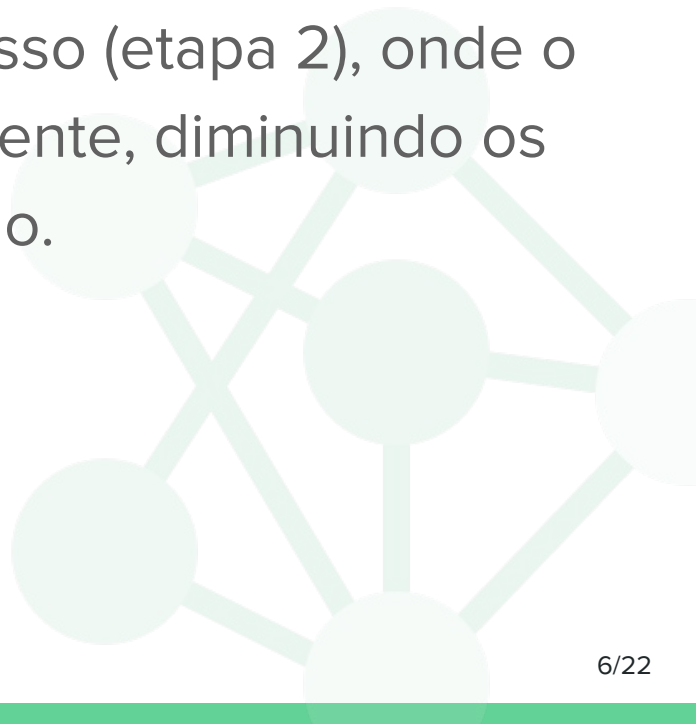 sso (etapa 2), onde o
ente, diminuindo os
o.
6/22